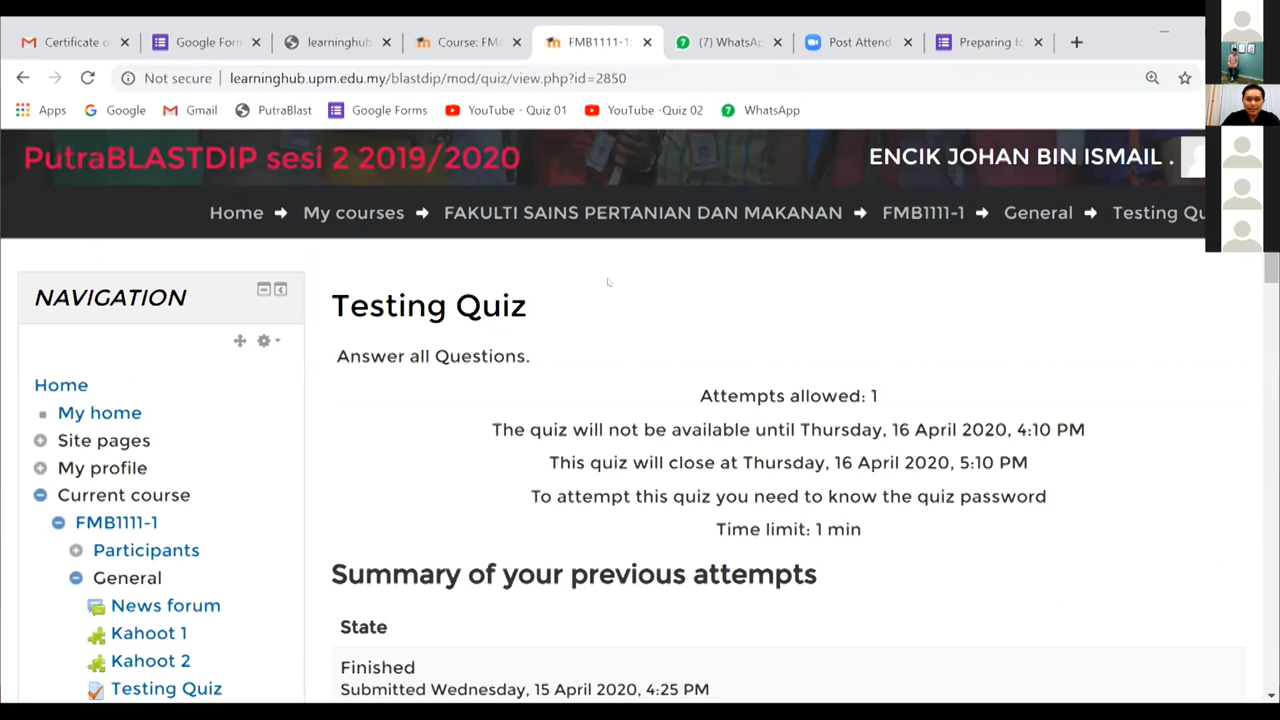 Certificate o
Google For
learninghub
Course: FMA
FMB1111-1:
(7) WhatsAp
Post Attend
Preparing fo
Not secure
learninghub.upm.edu.my/blastdip/mod/quiz/view.php?id=2850
Apps
Google
Gmail
PutraBlast
Google Forms
YouTube - Quiz 01
YouTube -Quiz 02
WhatsApp
PutraBLASTDIP sesi 2 2019/2020
ENCIK JOHAN BIN ISMAIL .
Home
My courses
FAKULTI SAINS PERTANIAN DAN MAKANAN
FMB1111-1
General
Testing Qu
NAVIGATION
Home
My home
Site pages
My profile
Current course
FMB1111-1
Participants
General
News forum
Kahoot 1
Kahoot 2
Testing Quiz
Testing Quiz
Answer all Questions.
Attempts allowed: 1
The quiz will not be available until Thursday, 16 April 2020, 4:10 PM
This quiz will close at Thursday, 16 April 2020, 5:10 PM
To attempt this quiz you need to know the quiz password
Time limit: 1 min
Summary of your previous attempts
State
Finished
Submitted Wednesday, 15 April 2020, 4:25 PM